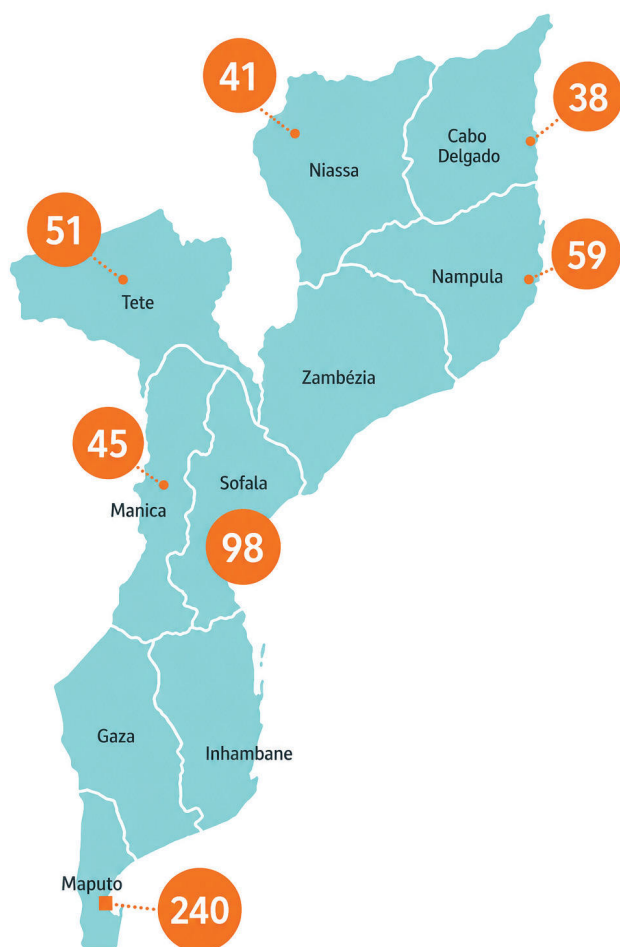 41
38
Cabo
Delgado
Niassa
51
59
Nampula
Tete
Zambézia
45
Sofala
Manica
98
Gaza
Inhambane
Maputo
240